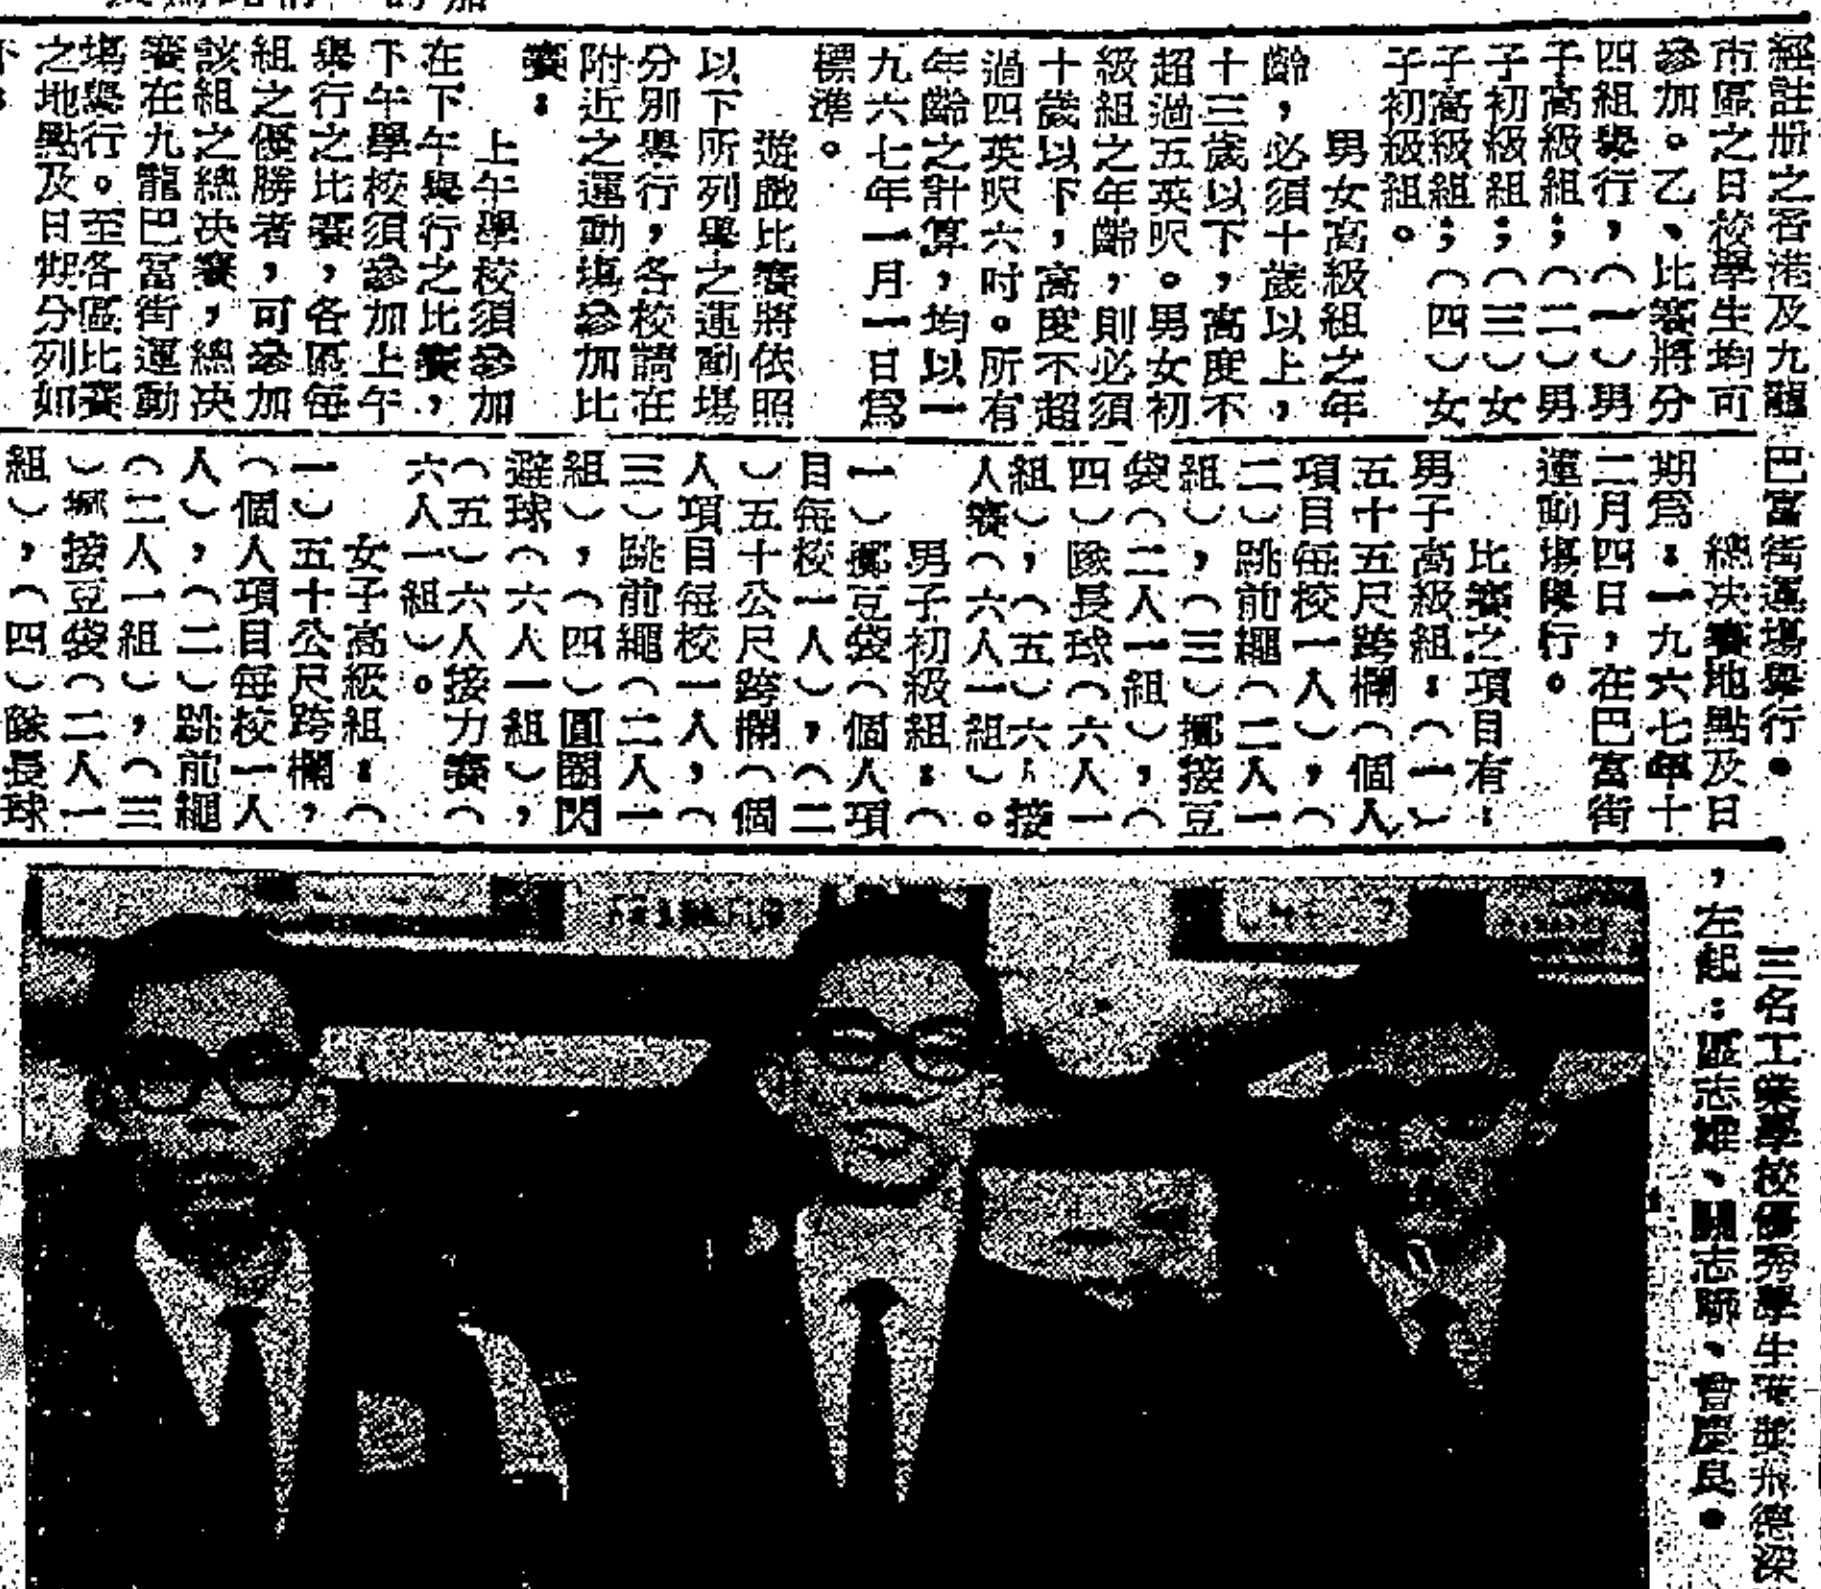 經註册之香港及九龍
市區之日校學生均可
參加。乙、比賽將分
四組舉行，（一）男
子高級組；（二）男
子初級組；（三）女
子高級組；（四）女
子初級組。
男女高級組之年
齡，必須十歲以上，
十三歲以下，高度不
超過五英呎。男女初
級組之年齡，則必須
十歲以下，高度不超
過四英呎六吋。所有
年齡之計算，均以一
九六七年一月一日爲
標準。
遊戲比賽將依照
以下所列舉之運動場
分別舉行，各校請在
附近之運動場參加比
賽：
上午學校須參加
在下午舉行之比賽，
下午學校須參加上午
舉行之比賽，各區每
組之優勝者，可參加
該組之總决賽，總决
賽在九龍巴富街運動
場舉行。至各區比賽
之地點及日期分列如
下：
巴富街運場舉行。
總决賽地點及日
期爲：一九六七年十
二月四日，在巴富街
運動場舉行。
比賽之項目有：
男子高級組：（一）
五十五尺跨欄（個人
項目每校一人），（
二）跳前繩（二人一
組），（三）擲接豆
袋（二人一組），（
四）隊長球（六人一
組），（五）六人接
人賽（六人一組）。
男子初級組：（
一）擲豆袋（個人項
目每校一人），（二
）五十公尺跨欄（個
人項目每校一人，（
三）跳前繩（二人一
組），（四）圓圈閃
避球（六人一組），
（五）六人接力賽（
六人一組）。
女子高級組：（
一）五十公尺跨欄，
（個人項目每校一人
人），（二）跳前繩
（二人一組），（三
）擲接豆袋（二人一
組），（四）隊長球
三名工業學校優秀學生獲 飛德梁
，左起：區志雄、關志聯、曾慶良。